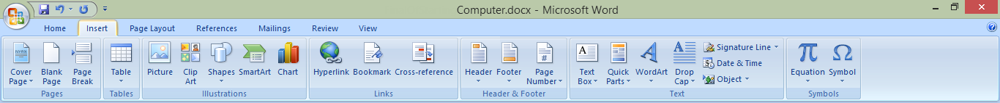 Computer.docx - Microsoft Word
Home Insert Page Layout References Mailings Review View
Cover Page
Blank Page
Page Break
Pages
Table
Tables
Picture
Clip Art
Shapes
SmartArt
Chart
Illustrations
Hyperlink
Bookmark
Cross-reference
Links
Header
Footer
Page Number
Header & Footer
Text Box
Quick Parts
WordArt
Drop Cap
Signature Line
Date & Time
Object
Text
Equation
Symbol
Symbols